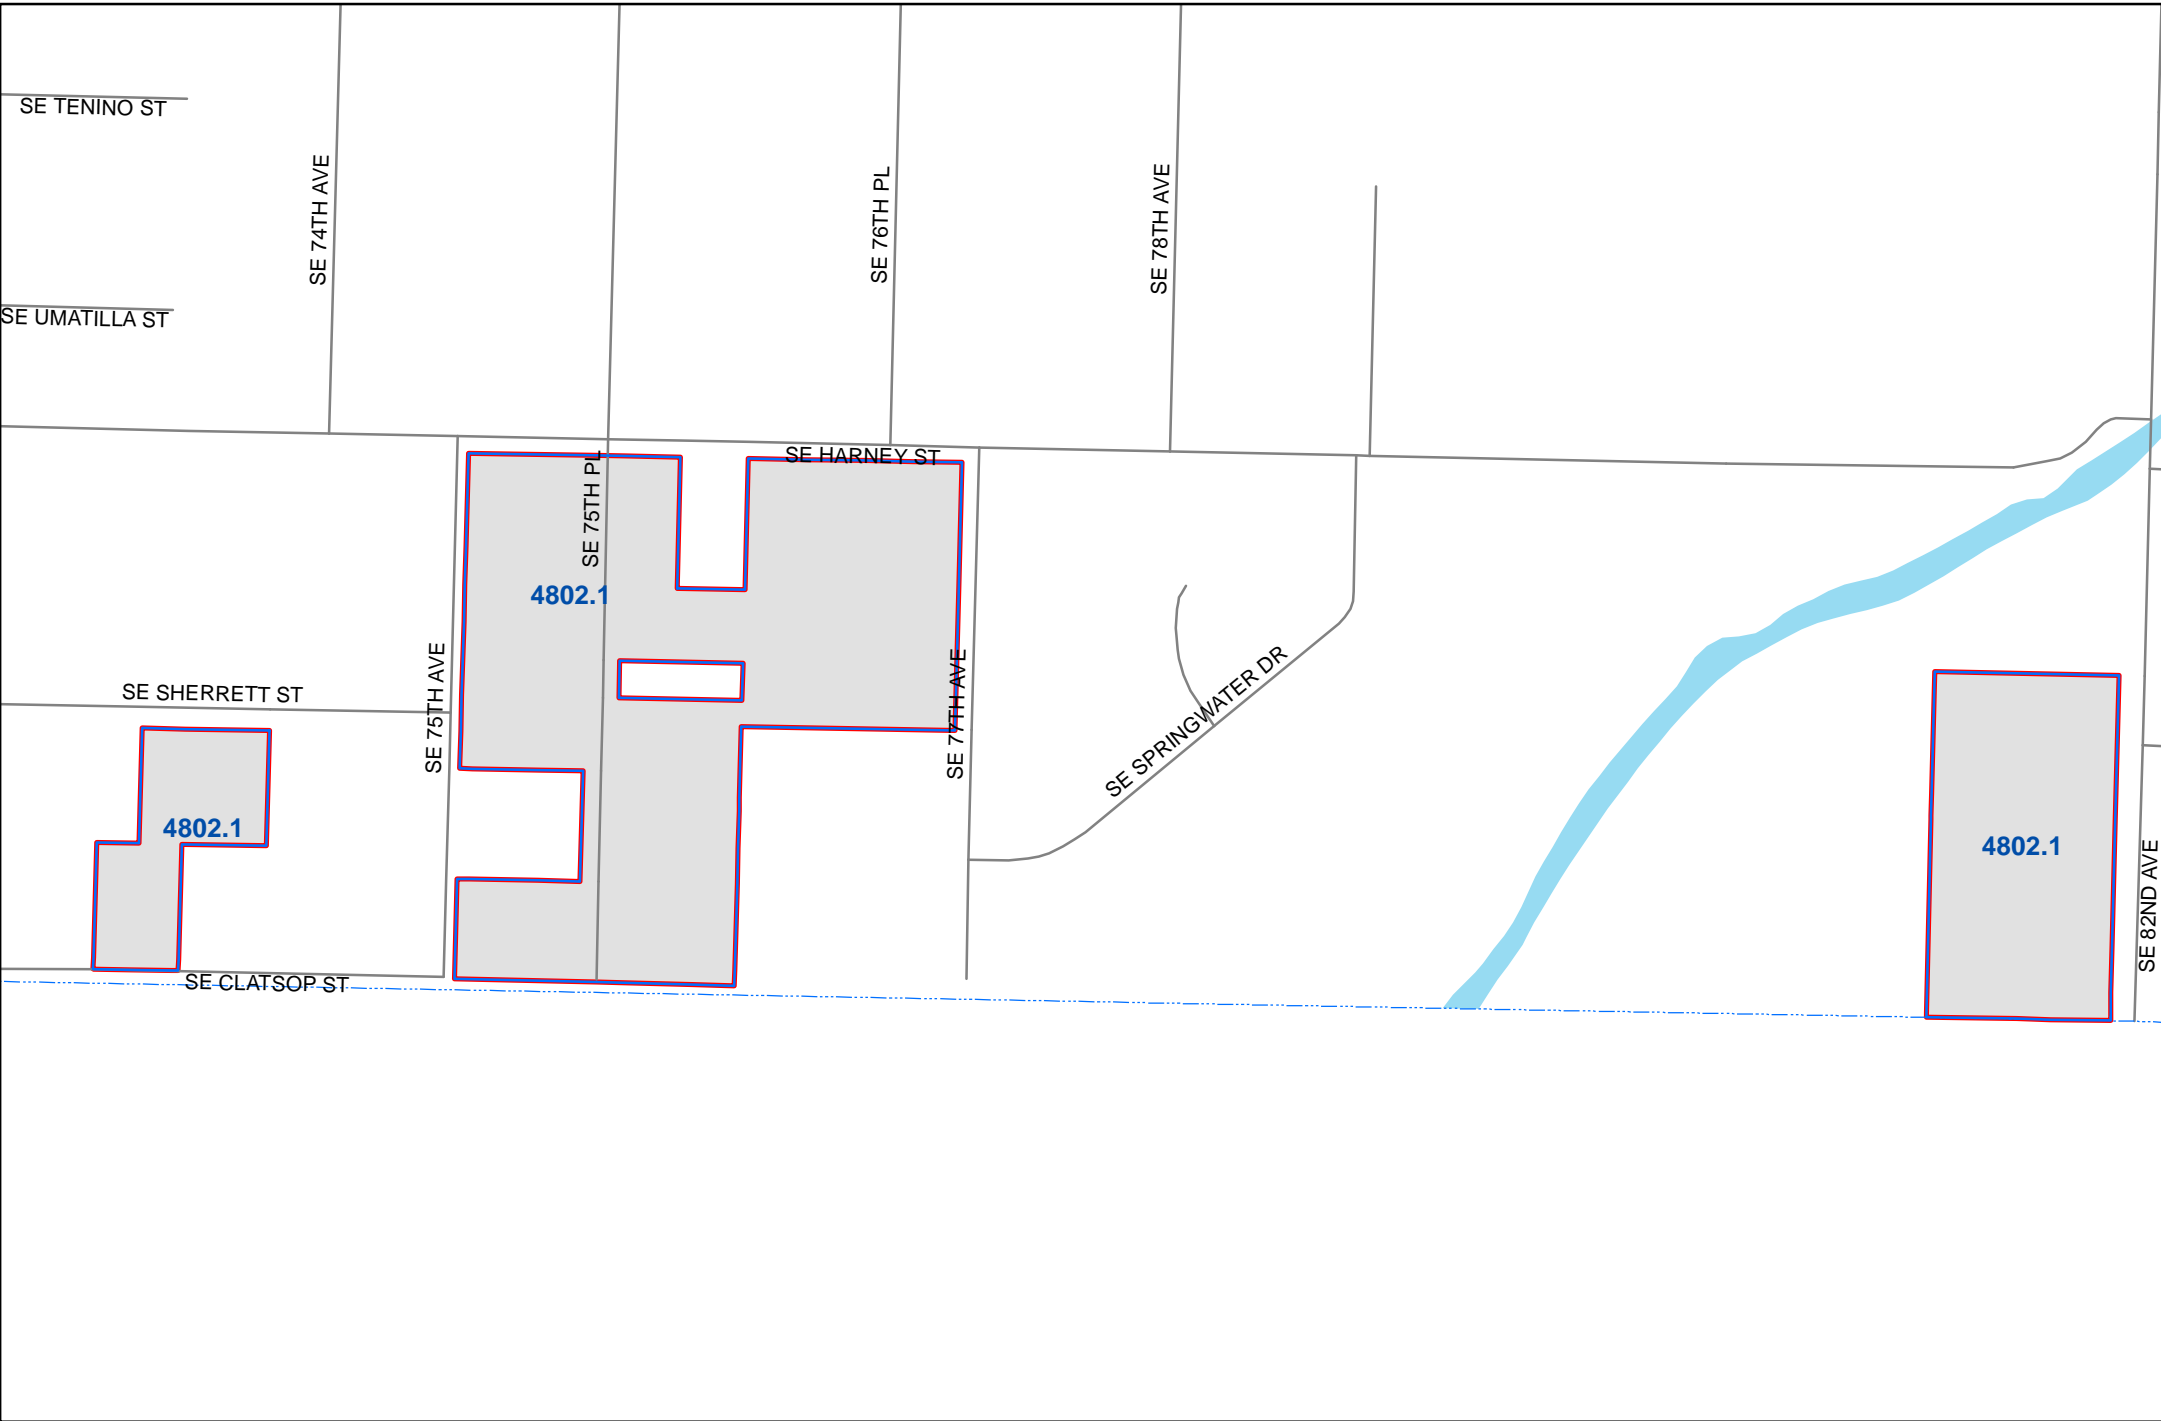 SE TENINO ST
SE 74TH AVE
SE 76TH PL
SE 78TH AVE
SE UMATILLA ST
SE HARNEY ST
SE 75TH PL
4802.1
SE 75TH AVE
SE 77TH AVE
SE SPRINGWATER DR
SE SHERRETT ST
4802.1
4802.1
SE 82ND AVE
SE CLATSOP ST